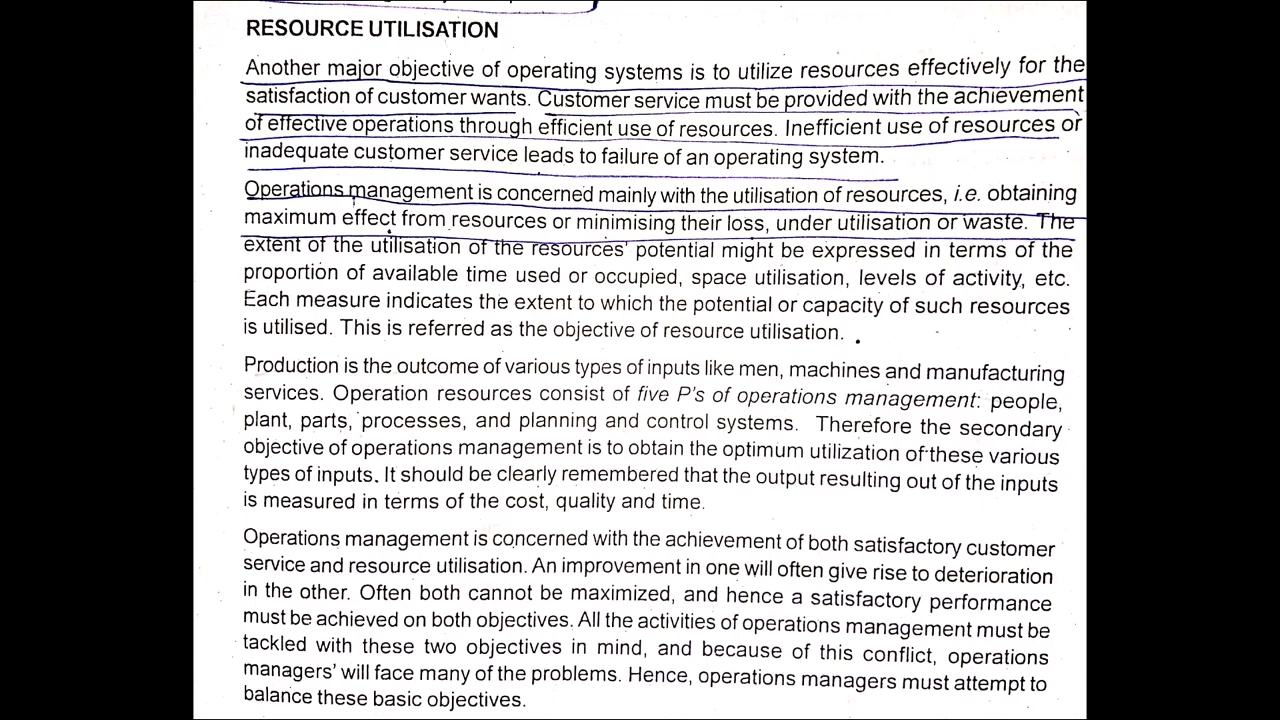 RESOURCE UTILISATION
Another major objective of operating systems is to utilize resources effectively for the
satisfaction of customer wants. Customer service must be provided with the achievement
of effective operations through efficient use of resources. Inefficient use of resources or
inadequate customer service leads to failure of an operating system.
Operations management is concerned mainly with the utilisation of resources, i.e. obtaining
maximum effect from resources or minimising their loss, under utilisation or waste. The
extent of the utilisation of the resources' potential might be expressed in terms of the
proportion of available time used or occupied, space utilisation, levels of activity, etc.
Each measure indicates the extent to which the potential or capacity of such resources
is utilised. This is referred as the objective of resource utilisation.
Production is the outcome of various types of inputs like men, machines and manufacturing
services. Operation resources consist of five P's of operations management: people,
plant, parts, processes, and planning and control systems. Therefore the secondary
objective of operations management is to obtain the optimum utilization of these various
types of inputs. It should be clearly remembered that the output resulting out of the inputs
is measured in terms of the cost, quality and time.
Operations management is concerned with the achievement of both satisfactory customer
service and resource utilisation. An improvement in one will often give rise to deterioration
in the other. Often both cannot be maximized, and hence a satisfactory performance
must be achieved on both objectives. All the activities of operations management must be
tackled with these two objectives in mind, and because of this conflict, operations
managers' will face many of the problems. Hence, operations managers must attempt to
balance these basic objectives.